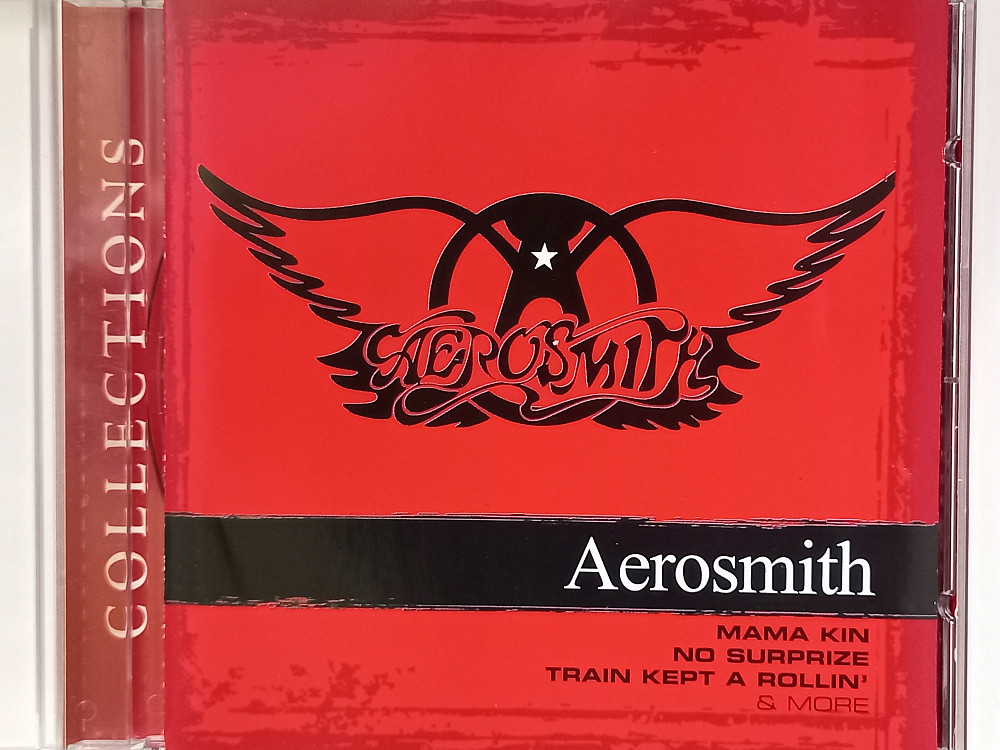 COLLECTIONS
AEROSMITH
Aerosmith
MAMA KIN
NO SURPRIZE
TRAIN KEPT A ROLLIN'
& MORE